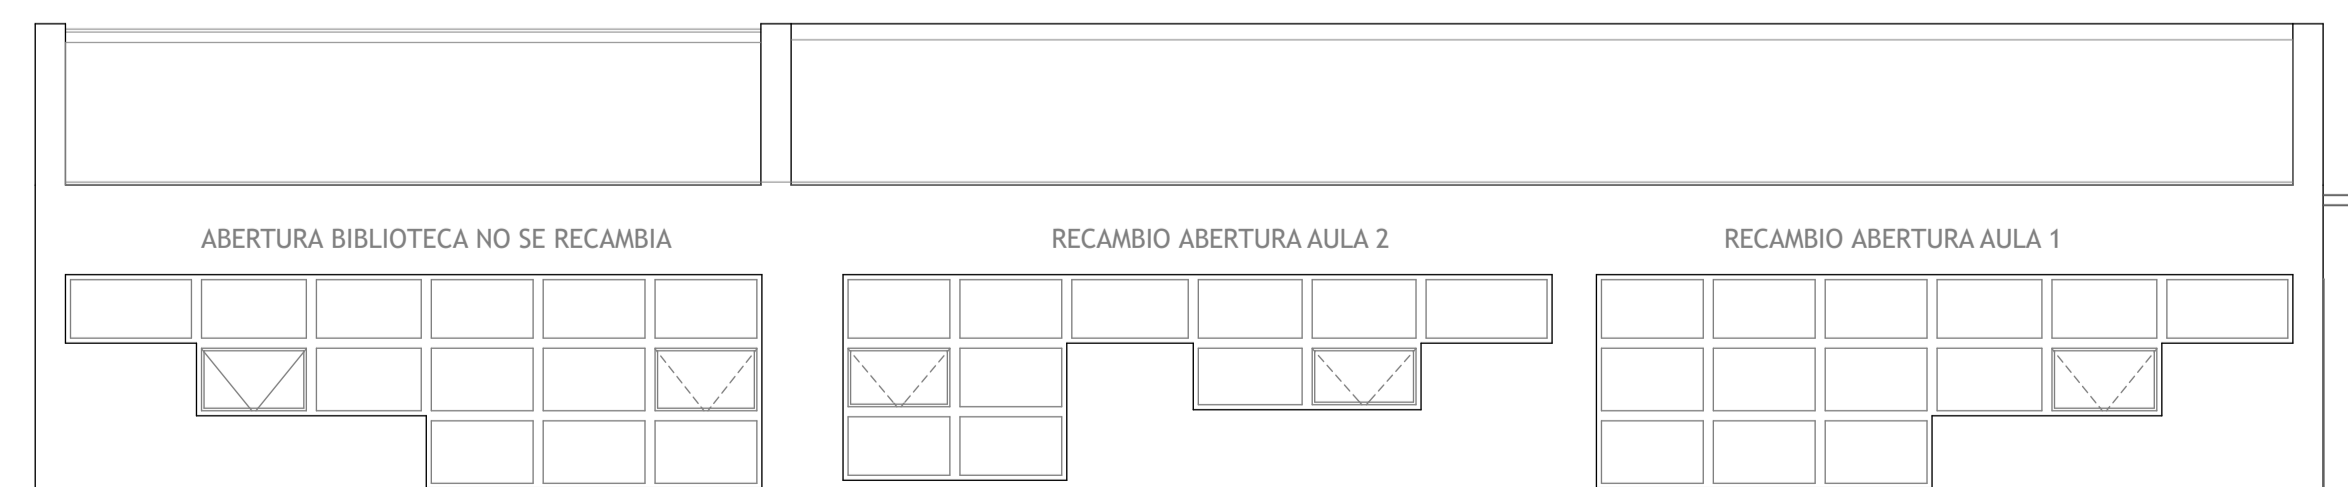 ABERTURA BIBLIOTECA NO SE RECAMBIA
RECAMBIO ABERTURA AULA 2
RECAMBIO ABERTURA AULA 1